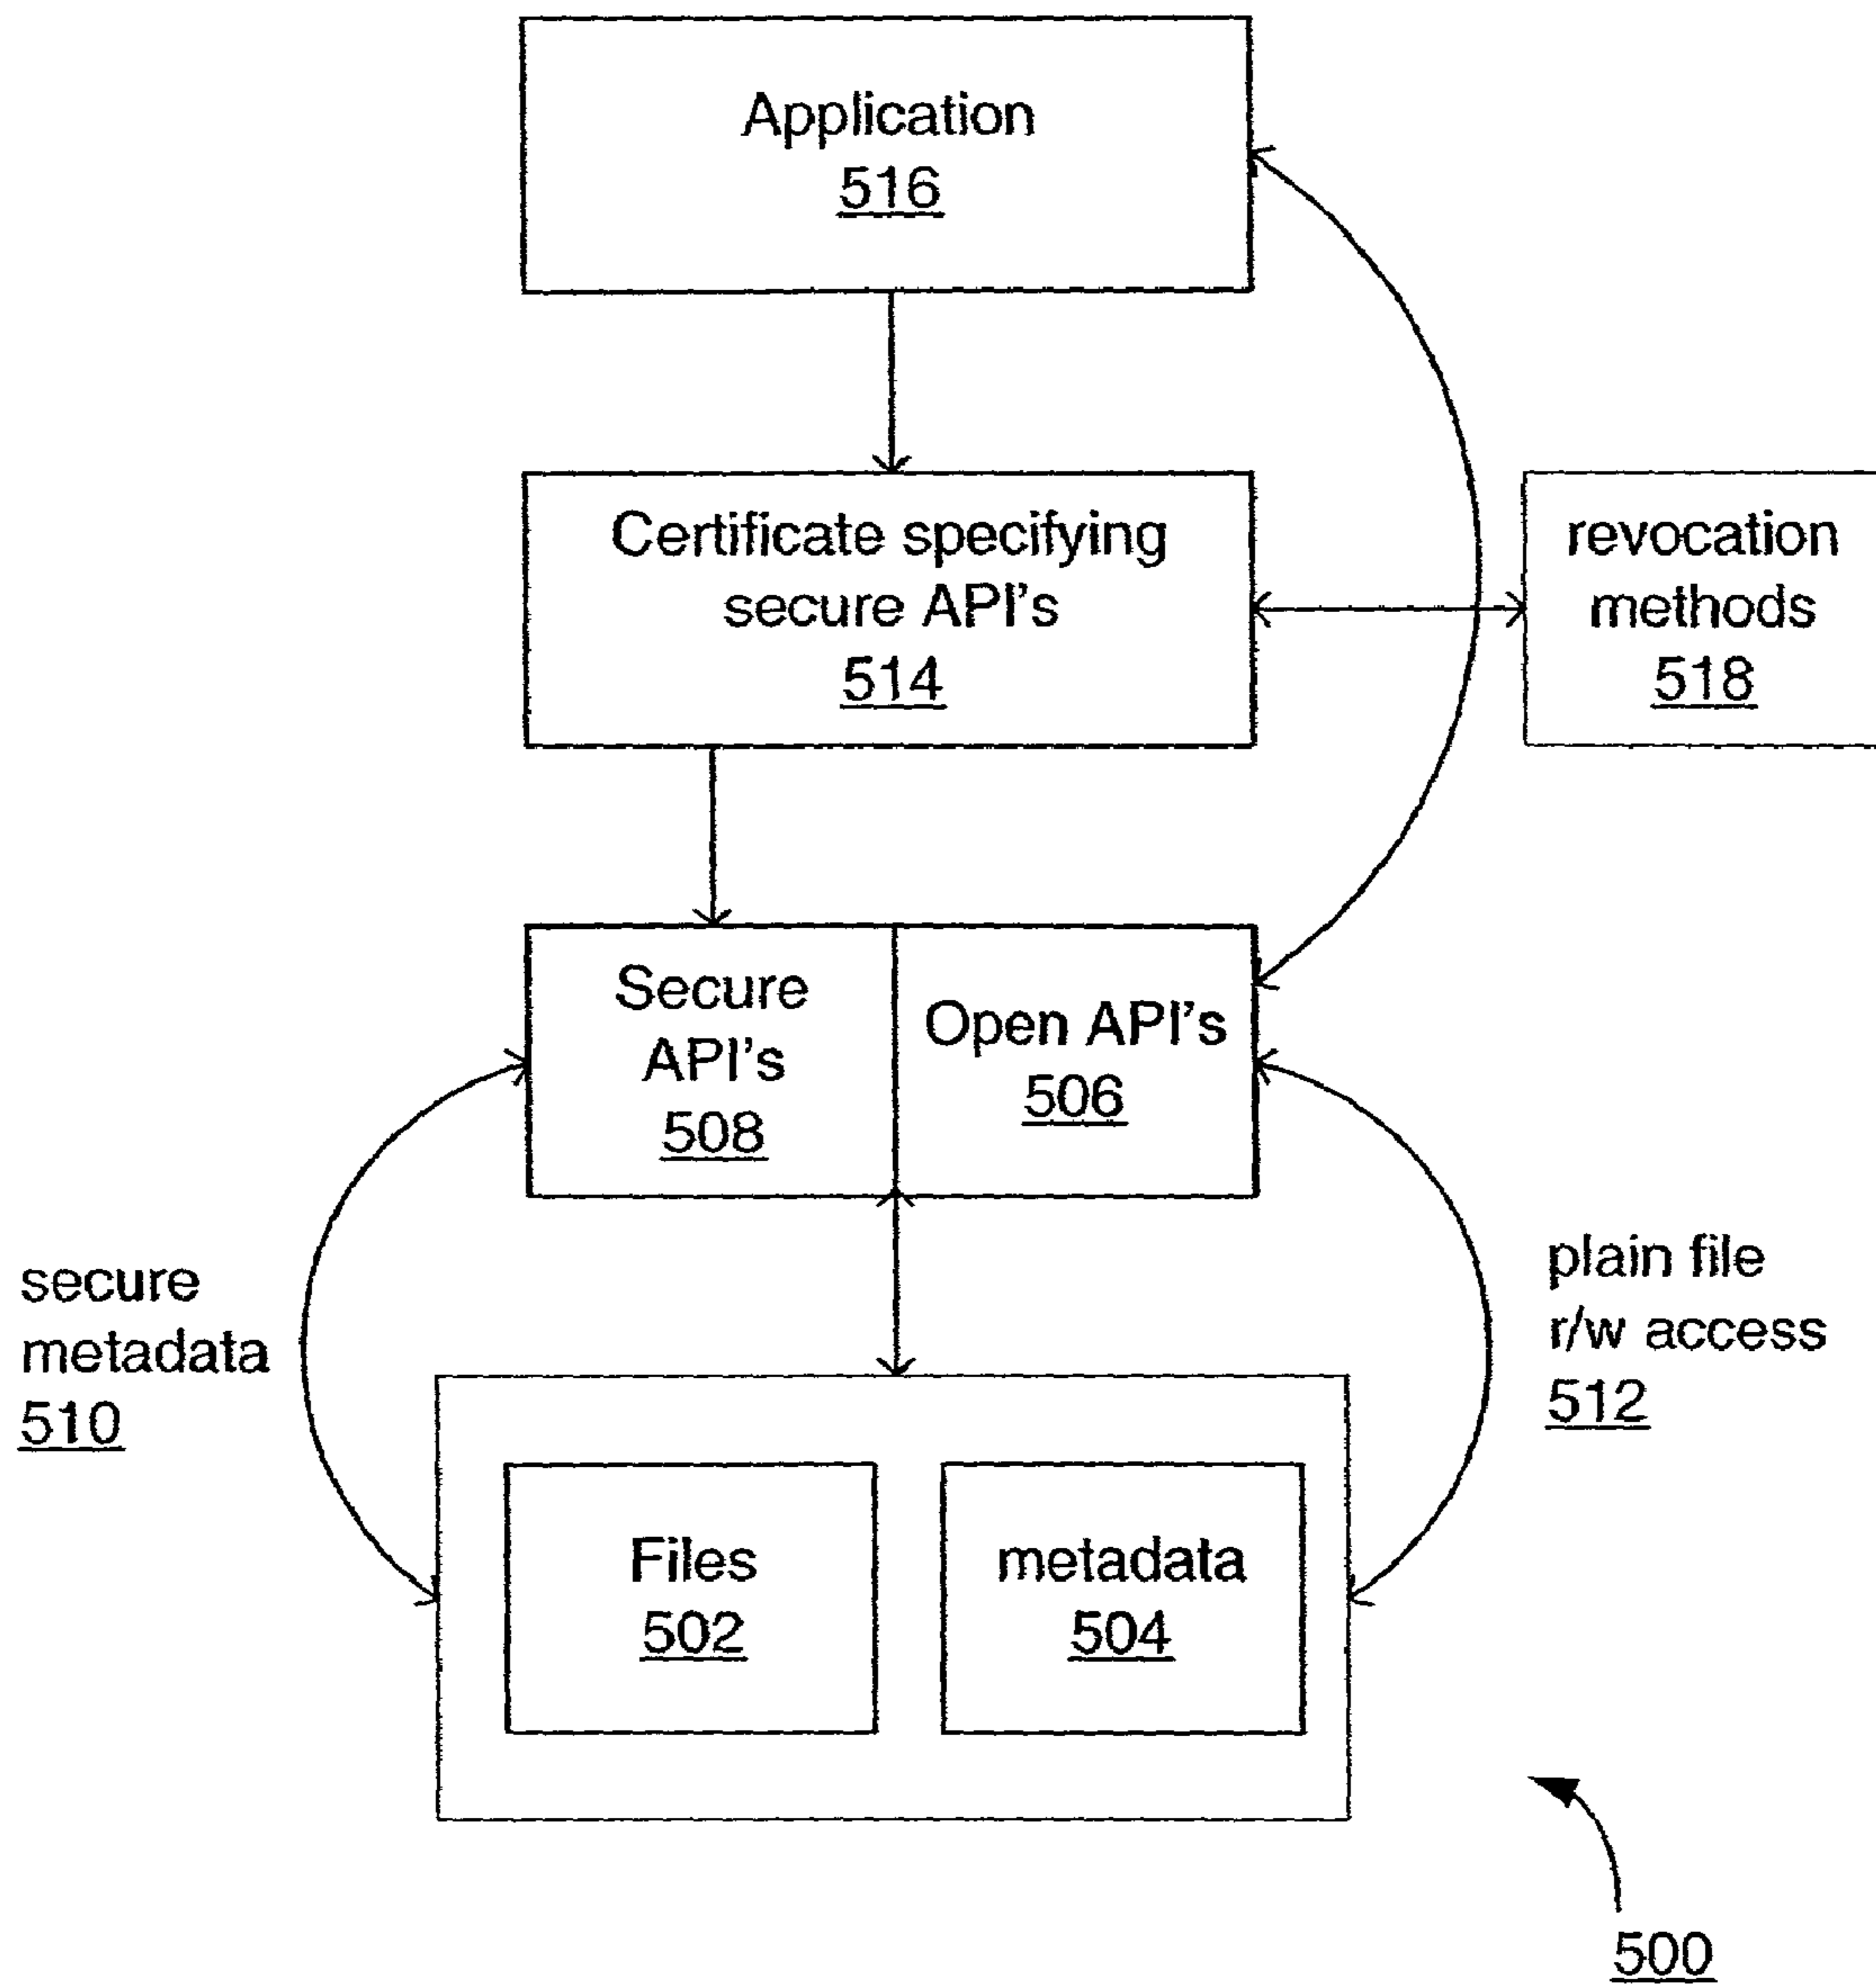 Application
516
Certificate specifying
secure API's
514
revocation
methods
518
Secure
API's
508
Open API's
506
secure
metadata
510
plain file
r/w access
512
Files
502
metadata
504
500